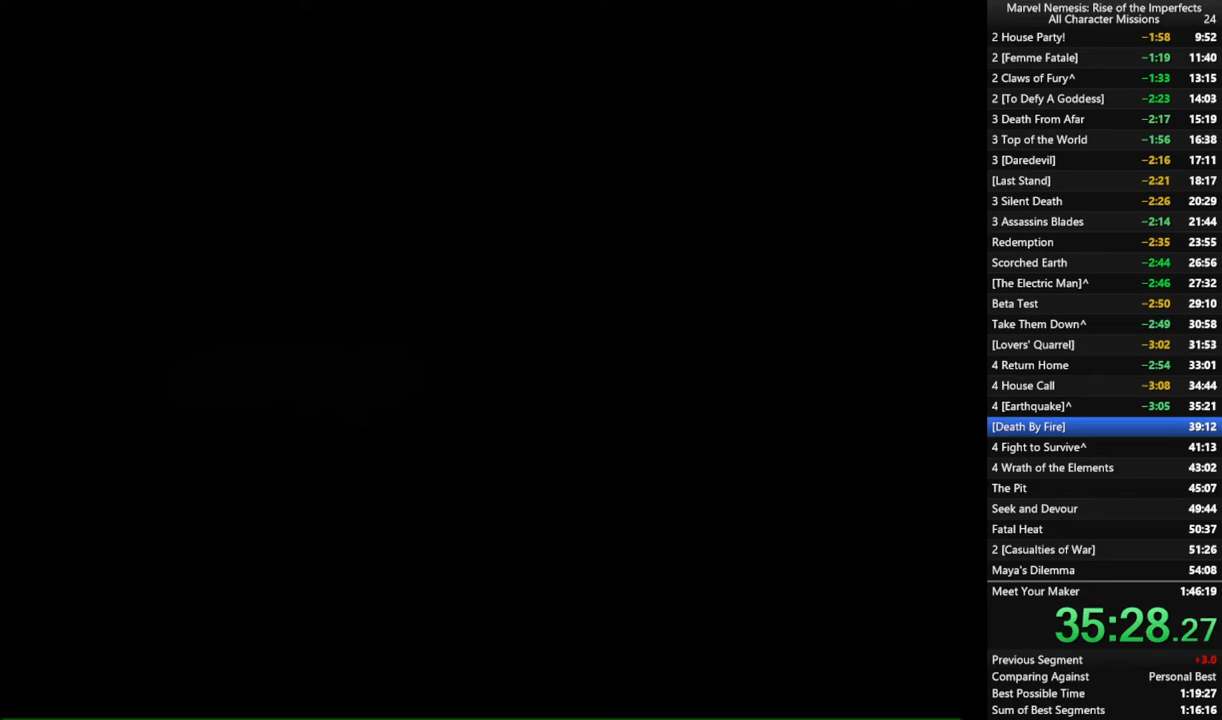 Marvel Nemesis: Rise of the Imperfects
All Character Missions 24
2 House Party! −1:58 9:52
2 [Femme Fatale] −1:19 11:40
2 Claws of Fury^ −1:33 13:15
2 [To Defy A Goddess] −2:23 14:03
3 Death From Afar −2:17 15:19
3 Top of the World −1:56 16:38
3 [Daredevil] −2:16 17:11
[Last Stand] −2:21 18:17
3 Silent Death −2:26 20:29
3 Assassins Blades −2:14 21:44
Redemption −2:35 23:55
Scorched Earth −2:44 26:56
[The Electric Man]^ −2:46 27:32
Beta Test −2:50 29:10
Take Them Down^ −2:49 30:58
[Lovers' Quarrel] −3:02 31:53
4 Return Home −2:54 33:01
4 House Call −3:08 34:44
4 [Earthquake]^ −3:05 35:21
[Death By Fire] 39:12
4 Fight to Survive^ 41:13
4 Wrath of the Elements 43:02
The Pit 45:07
Seek and Devour 49:44
Fatal Heat 50:37
2 [Casualties of War] 51:26
Maya's Dilemma 54:08
Meet Your Maker 1:46:19
35:28.27
Previous Segment +3.0
Comparing Against Personal Best
Best Possible Time 1:19:27
Sum of Best Segments 1:16:16